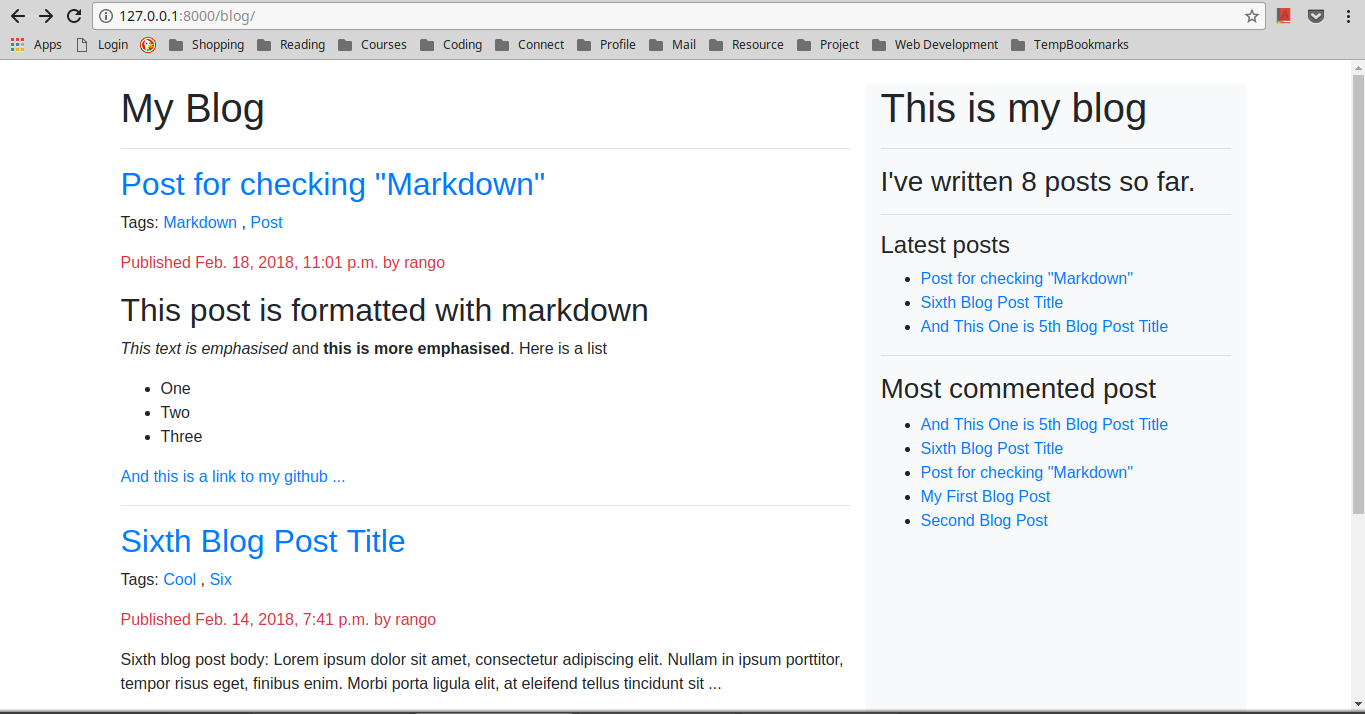 127.0.0.1:8000/blog/
Apps Login Shopping Reading Courses Coding Connect Profile Mail Resource Project Web Development TempBookmarks
My Blog
Post for checking "Markdown"
Tags: Markdown , Post
Published Feb. 18, 2018, 11:01 p.m. by rango
This post is formatted with markdown
This text is emphasised and this is more emphasised. Here is a list
One
Two
Three
And this is a link to my github ...
Sixth Blog Post Title
Tags: Cool , Six
Published Feb. 14, 2018, 7:41 p.m. by rango
Sixth blog post body: Lorem ipsum dolor sit amet, consectetur adipiscing elit. Nullam in ipsum porttitor,
tempor risus eget, finibus enim. Morbi porta ligula elit, at eleifend tellus tincidunt sit ...
This is my blog
I've written 8 posts so far.
Latest posts
Post for checking "Markdown"
Sixth Blog Post Title
And This One is 5th Blog Post Title
Most commented post
And This One is 5th Blog Post Title
Sixth Blog Post Title
Post for checking "Markdown"
My First Blog Post
Second Blog Post